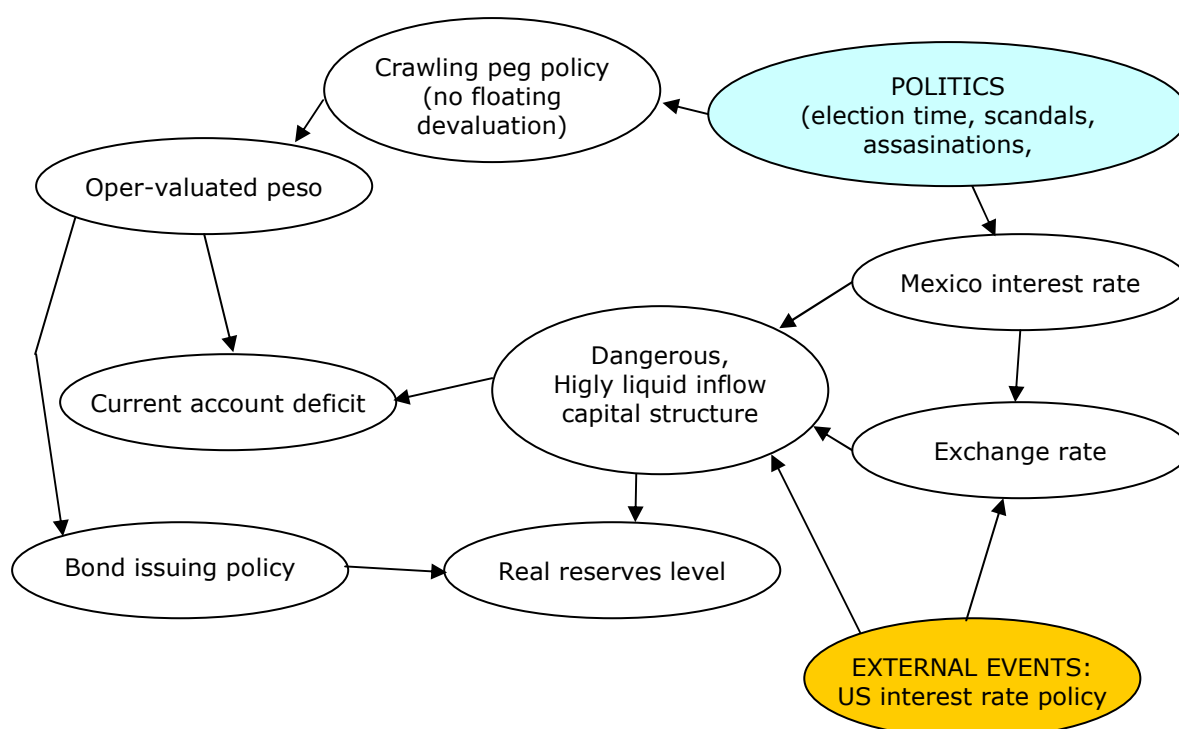 Crawling peg policy
(no floating
devaluation)
POLITICS
(election time, scandals,
assasinations,
Oper-valuated peso
Mexico interest rate
Dangerous,
Higly liquid inflow
capital structure
Current account deficit
Exchange rate
Bond issuing policy
Real reserves level
EXTERNAL EVENTS:
US interest rate policy